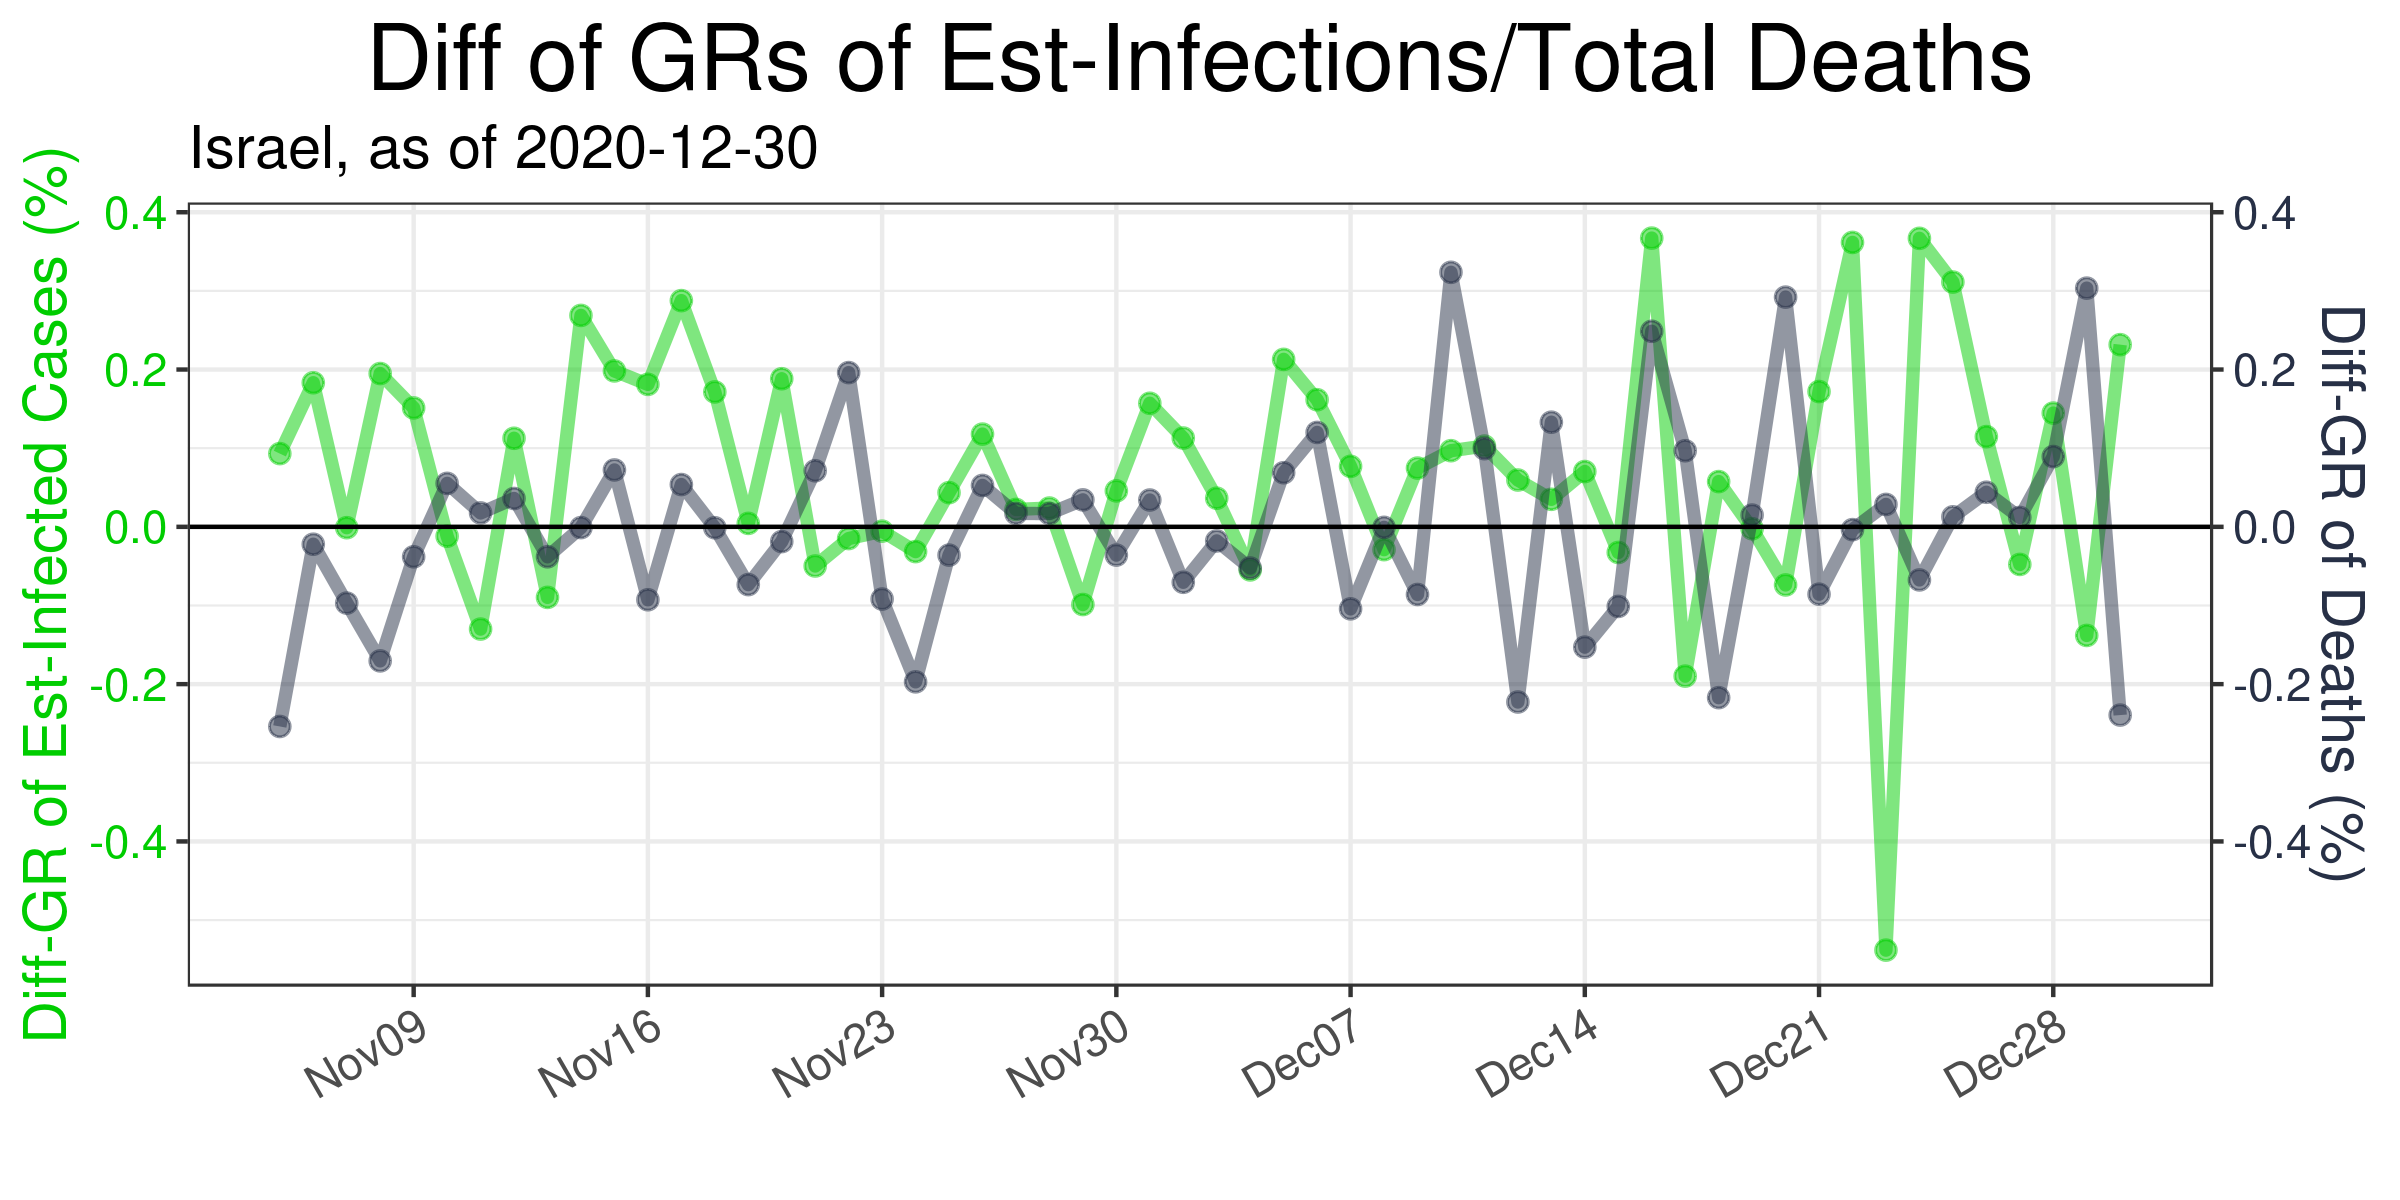 Diff of GRs of Est-Infections/Total Deaths
Israel, as of 2020-12-30
Diff-GR of Est-Infected Cases (%)
0.4
0.2
0.0
-0.2
-0.4
0.4
0.2
0.0
-0.2
-0.4
Diff-GR of Deaths (%)
Nov09
Nov16
Nov23
Nov30
Dec07
Dec14
Dec21
Dec28